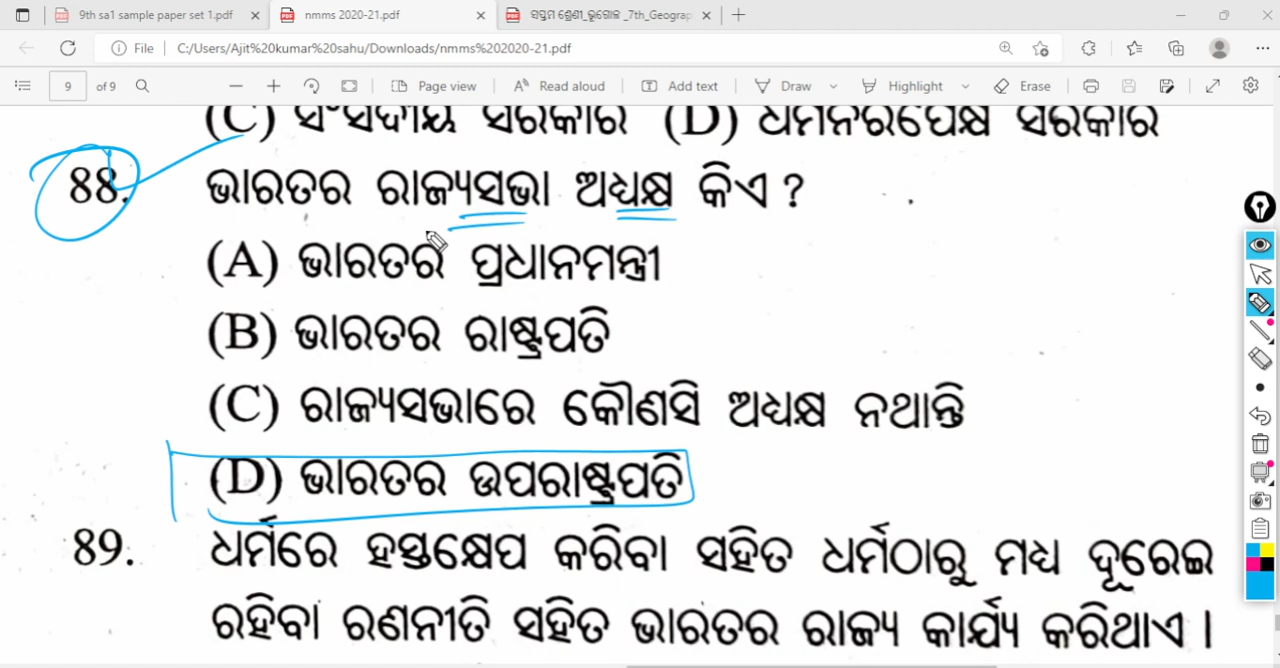 9th sa1 sample paper set 1.pdf
nmms 2020-21.pdf
ସପ୍ତମ ଶ୍ରେଣୀ_ଭୂଗୋଳ _7th_Geograp
File C:/Users/Ajit%20kumar%20sahu/Downloads/nmms%202020-21.pdf
9 of 9 Page view Read aloud Add text Draw Highlight Erase
(C) ସଂସଦୀୟ ସରକାର (D) ଧର୍ମନିରପେକ୍ଷ ସରକାର
88. ଭାରତର ରାଜ୍ୟସଭା ଅଧ୍ୟକ୍ଷ କିଏ ?
(A) ଭାରତର ପ୍ରଧାନମନ୍ତ୍ରୀ
(B) ଭାରତର ରାଷ୍ଟ୍ରପତି
(C) ରାଜ୍ୟସଭାରେ କୌଣସି ଅଧ୍ୟକ୍ଷ ନଥାନ୍ତି
(D) ଭାରତର ଉପରାଷ୍ଟ୍ରପତି
89. ଧର୍ମରେ ହସ୍ତକ୍ଷେପ କରିବା ସହିତ ଧର୍ମଠାରୁ ମଧ୍ୟ ଦୂରେଇ
ରହିବା ରଣନୀତି ସହିତ ଭାରତର ରାଜ୍ୟ କାର୍ଯ୍ୟ କରିଥାଏ ।